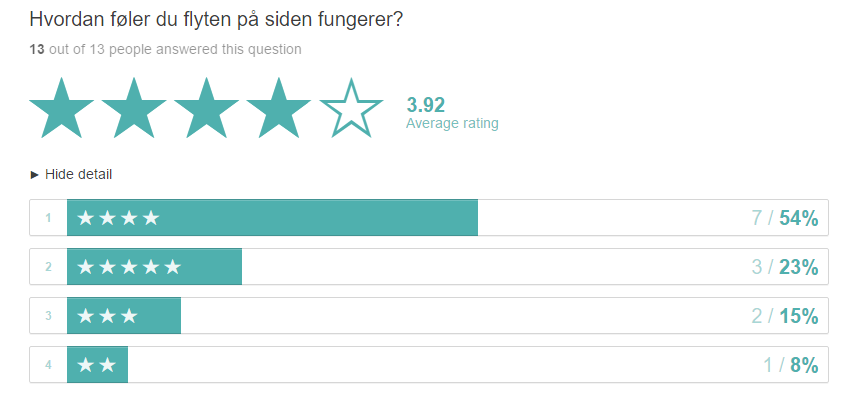 Hvordan føler du flyten på siden fungerer?
13 out of 13 people answered this question
3.92
Average rating
► Hide detail
1 ★★★★ 7 / 54%
2 ★★★★★ 3 / 23%
3 ★★★ 2 / 15%
4 ★★ 1 / 8%